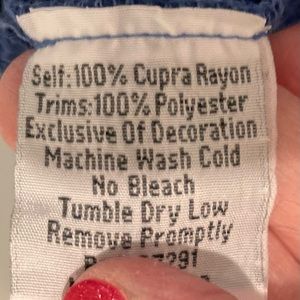 Self:100% Cupra Rayon
Trims:100% Polyester
Exclusive Of Decoration
Machine Wash Cold
No Bleach
Tumble Dry Low
Remove Promptly